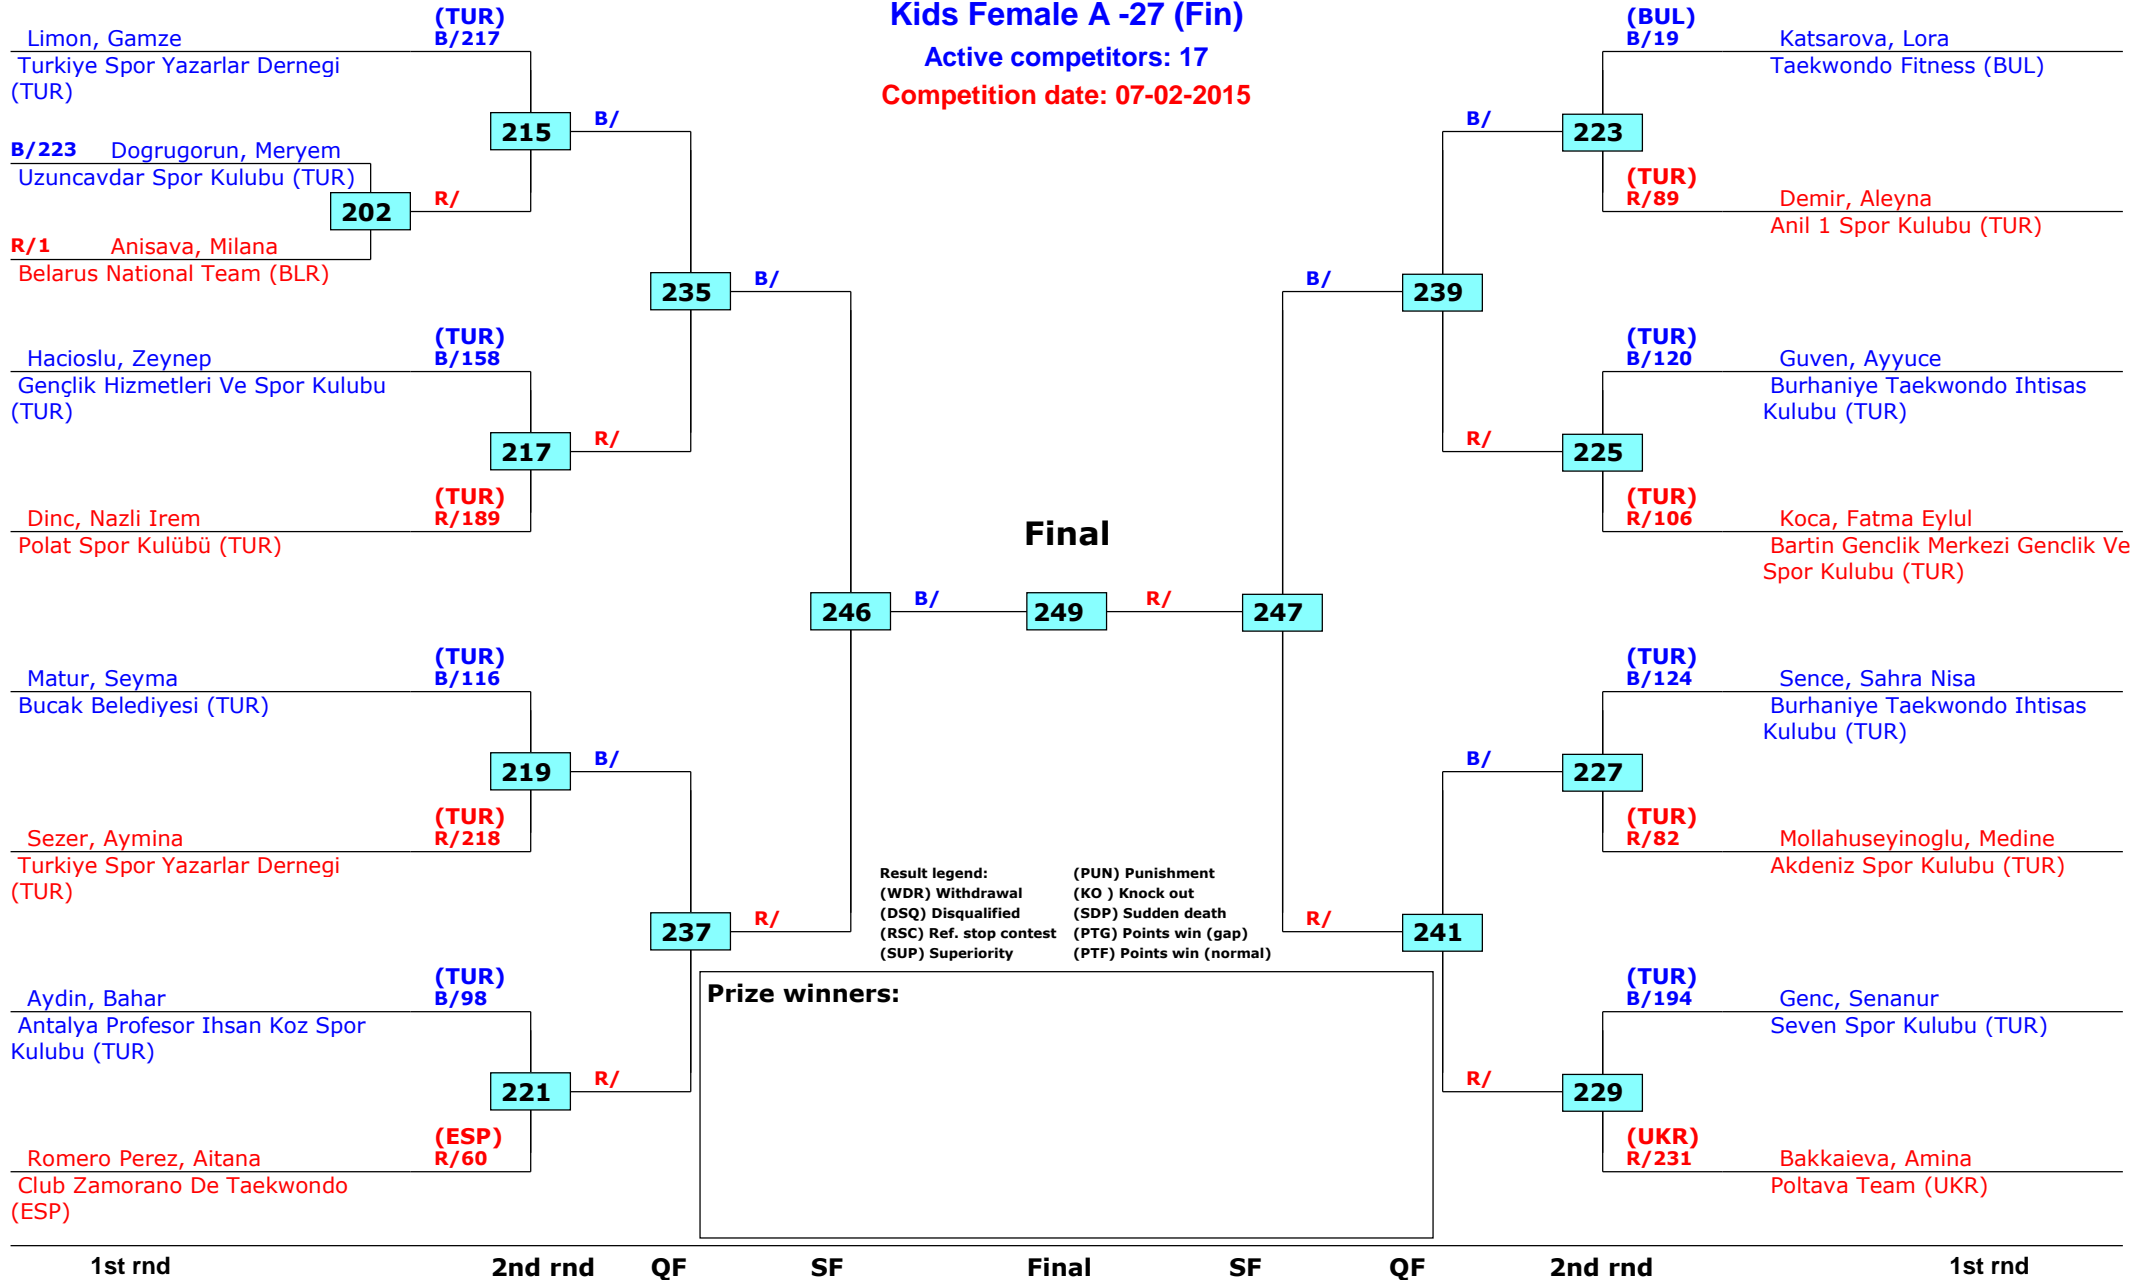 Kids Female A -27 (Fin)
Active competitors: 17
Competition date: 07-02-2015
(TUR)
Limon, Gamze B/217
Turkiye Spor Yazarlar Dernegi
(TUR)
215 B/
B/223 Dogrugorun, Meryem
Uzuncavdar Spor Kulubu (TUR)
202 R/
R/1 Anisava, Milana
Belarus National Team (BLR)
235 B/
(TUR)
Hacioslu, Zeynep B/158
Gençlik Hizmetleri Ve Spor Kulubu
(TUR)
217 R/
(TUR)
Dinc, Nazli Irem R/189
Polat Spor Kulübü (TUR)
246 B/
(TUR)
Matur, Seyma B/116
Bucak Belediyesi (TUR)
219 B/
(TUR)
Sezer, Aymina R/218
Turkiye Spor Yazarlar Dernegi
(TUR)
237 R/
(TUR)
Aydin, Bahar B/98
Antalya Profesor Ihsan Koz Spor
Kulubu (TUR)
221 R/
(ESP)
Romero Perez, Aitana R/60
Club Zamorano De Taekwondo
(ESP)
Final
249
(BUL)
B/19 Katsarova, Lora
Taekwondo Fitness (BUL)
B/ 223
(TUR)
R/89 Demir, Aleyna
Anil 1 Spor Kulubu (TUR)
B/ 239
(TUR)
B/120 Guven, Ayyuce
Burhaniye Taekwondo Ihtisas
Kulubu (TUR)
R/ 225
(TUR)
R/106 Koca, Fatma Eylul
Bartin Genclik Merkezi Genclik Ve
Spor Kulubu (TUR)
R/ 247
(TUR)
B/124 Sence, Sahra Nisa
Burhaniye Taekwondo Ihtisas
Kulubu (TUR)
B/ 227
(TUR)
R/82 Mollahuseyinoglu, Medine
Akdeniz Spor Kulubu (TUR)
R/ 241
(TUR)
B/194 Genc, Senanur
Seven Spor Kulubu (TUR)
R/ 229
(UKR)
R/231 Bakkaieva, Amina
Poltava Team (UKR)
Result legend: (PUN) Punishment
(WDR) Withdrawal (KO ) Knock out
(DSQ) Disqualified (SDP) Sudden death
(RSC) Ref. stop contest (PTG) Points win (gap)
(SUP) Superiority (PTF) Points win (normal)
Prize winners:
1st rnd 2nd rnd QF SF Final SF QF 2nd rnd 1st rnd